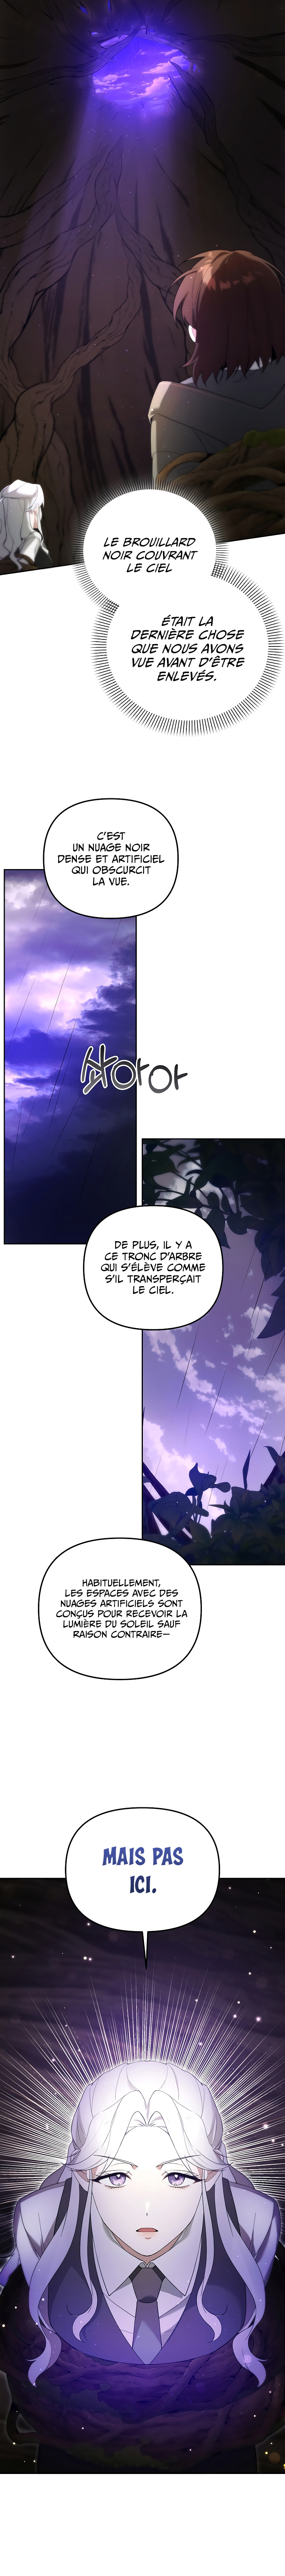 LE BROUILLARD
NOIR COUVRANT
LE CIEL
ÉTAIT LA
DERNIÈRE CHOSE
QUE NOUS AVONS
VUE AVANT D'ÊTRE
ENLEVÉS.
C'EST
UN NUAGE NOIR
DENSE ET ARTIFICIEL
QUI OBSCURCIT
LA VUE.
DE PLUS, IL Y A
CE TRONC D'ARBRE
QUI S'ÉLÈVE COMME
S'IL TRANSPERÇAIT
LE CIEL.
HABITUELLEMENT,
LES ESPACES AVEC DES
NUAGES ARTIFICIELS SONT
CONÇUS POUR RECEVOIR LA
LUMIÈRE DU SOLEIL SAUF
RAISON CONTRAIRE—
MAIS PAS
ICI.